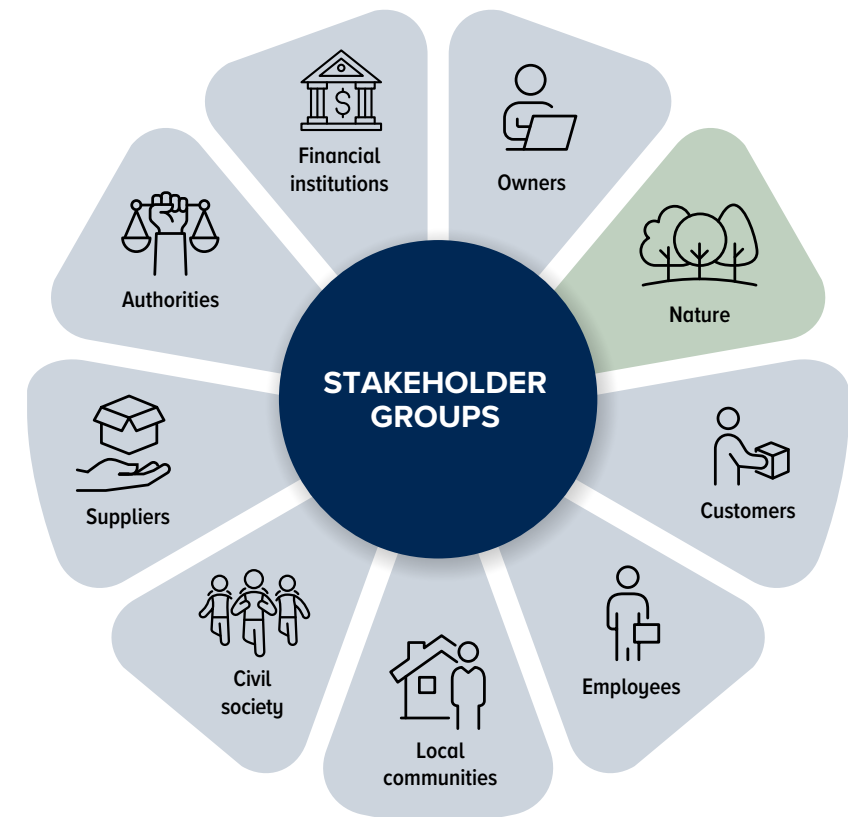 Financial
institutions
Owners
Nature
Customers
Employees
Local
communities
Civil
society
Suppliers
Authorities
STAKEHOLDER
GROUPS
$